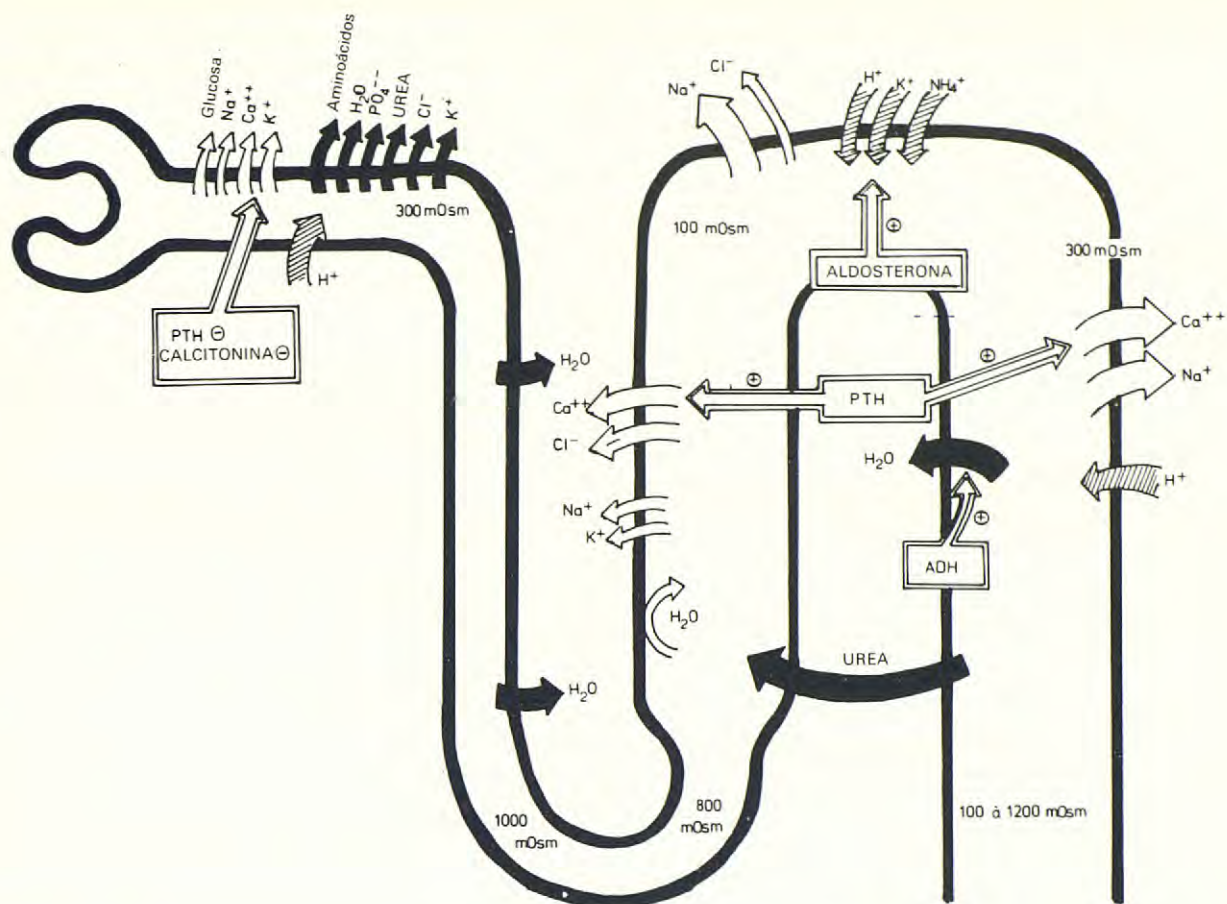 Glucosa
Na⁺
Ca⁺⁺
K⁺
Aminoácidos
H₂O
PO₄⁻⁻
UREA
Cl⁻
K⁺
300 mOsm
H⁺
PTH ⊖
CALCITONINA ⊖
H₂O
H₂O
1000
mOsm
800
mOsm
Ca⁺⁺
Cl⁻
Na⁺
K⁺
H₂O
Na⁺
Cl⁻
100 mOsm
H⁺
K⁺
NH₄⁺
⊕
ALDOSTERONA
300 mOsm
⊕
PTH
⊕
Ca⁺⁺
Na⁺
H₂O
H⁺
⊕
ADH
UREA
100 à 1200 mOsm